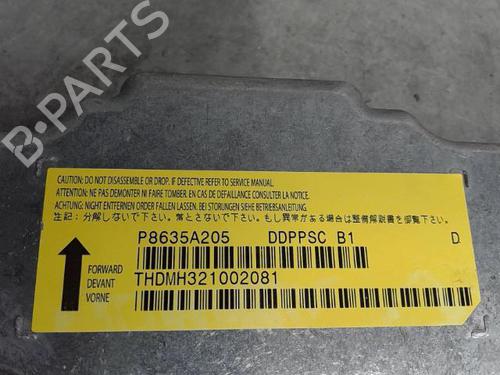 B-PARTS
CAUTION: DO NOT DISASSEMBLE OR DROP. IF DEFECTIVE REFER TO SERVICE MANUAL.
ATTENTION: NE PAS DEMONTER NI FAIRE TOMBER. EN CAS DE DEFAILLANCE CONSULTER LA NOTICE.
ACHTUNG: NIGHT ENTFERNEN ODER FALLEN LASSEN. BEI STORUNGEN SIEHE BETRIEBSANLEITUNG.
注記：分解しないで下さい。落とさないで下さい。もし異常がある場合は整備解説書を御覧下さい。
P8635A205 DDPPSC B1 D
FORWARD
DEVANT
VORNE
THDMH321002081